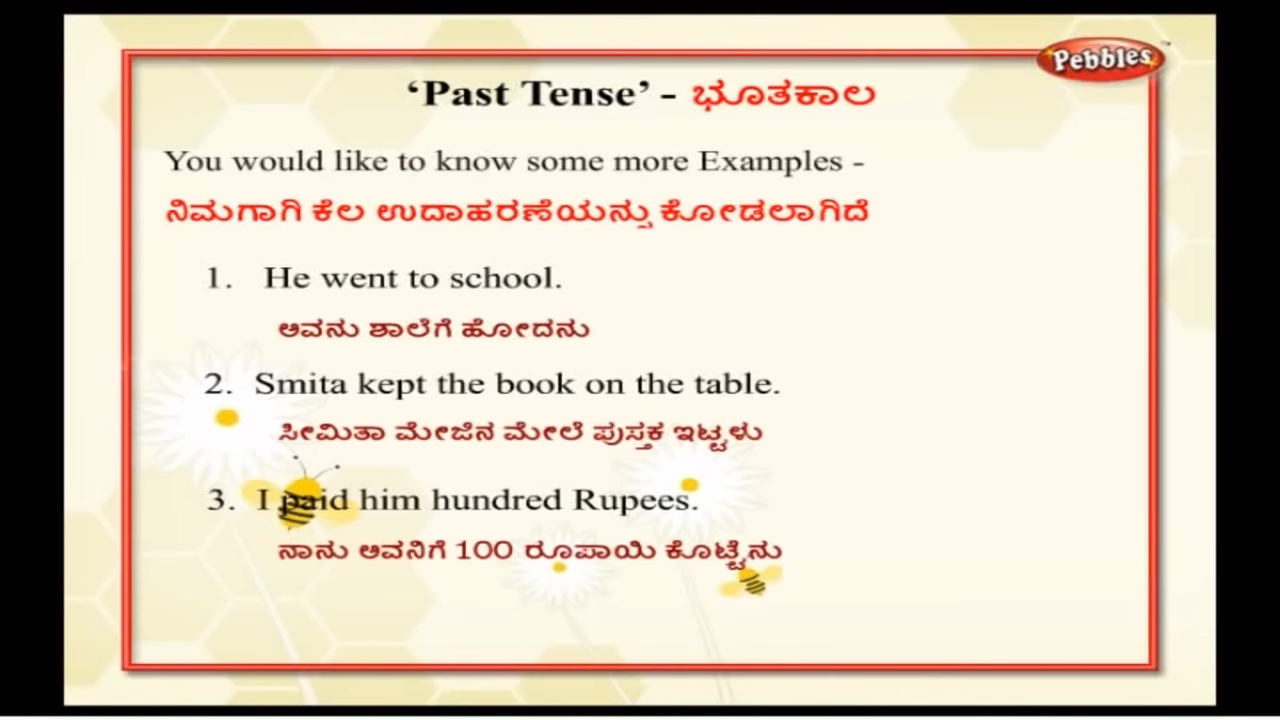 Pebbles™
‘Past Tense’ - ಭೂತಕಾಲ
You would like to know some more Examples -
ನಿಮಗಾಗಿ ಕೆಲ ಉದಾಹರಣೆಯನ್ನು ಕೋಡಲಾಗಿದೆ
1. He went to school.
ಅವನು ಶಾಲೆಗೆ ಹೋದನು
2. Smita kept the book on the table.
ಸೀಮಿತಾ ಮೇಜಿನ ಮೇಲೆ ಪುಸ್ತಕ ಇಟ್ಟಳು
3. I paid him hundred Rupees.
ನಾನು ಅವನಿಗೆ 100 ರೂಪಾಯಿ ಕೊಟ್ಟೆನು